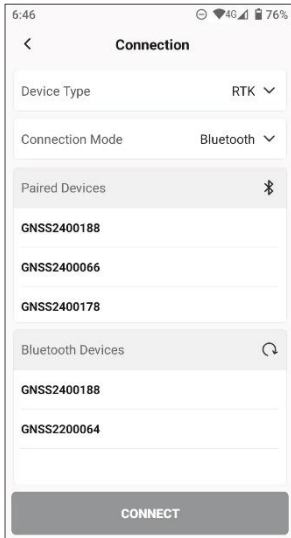 6:46 4G 76%
Connection
Device Type RTK
Connection Mode Bluetooth
Paired Devices
GNSS2400188
GNSS2400066
GNSS2400178
Bluetooth Devices
GNSS2400188
GNSS2200064
CONNECT